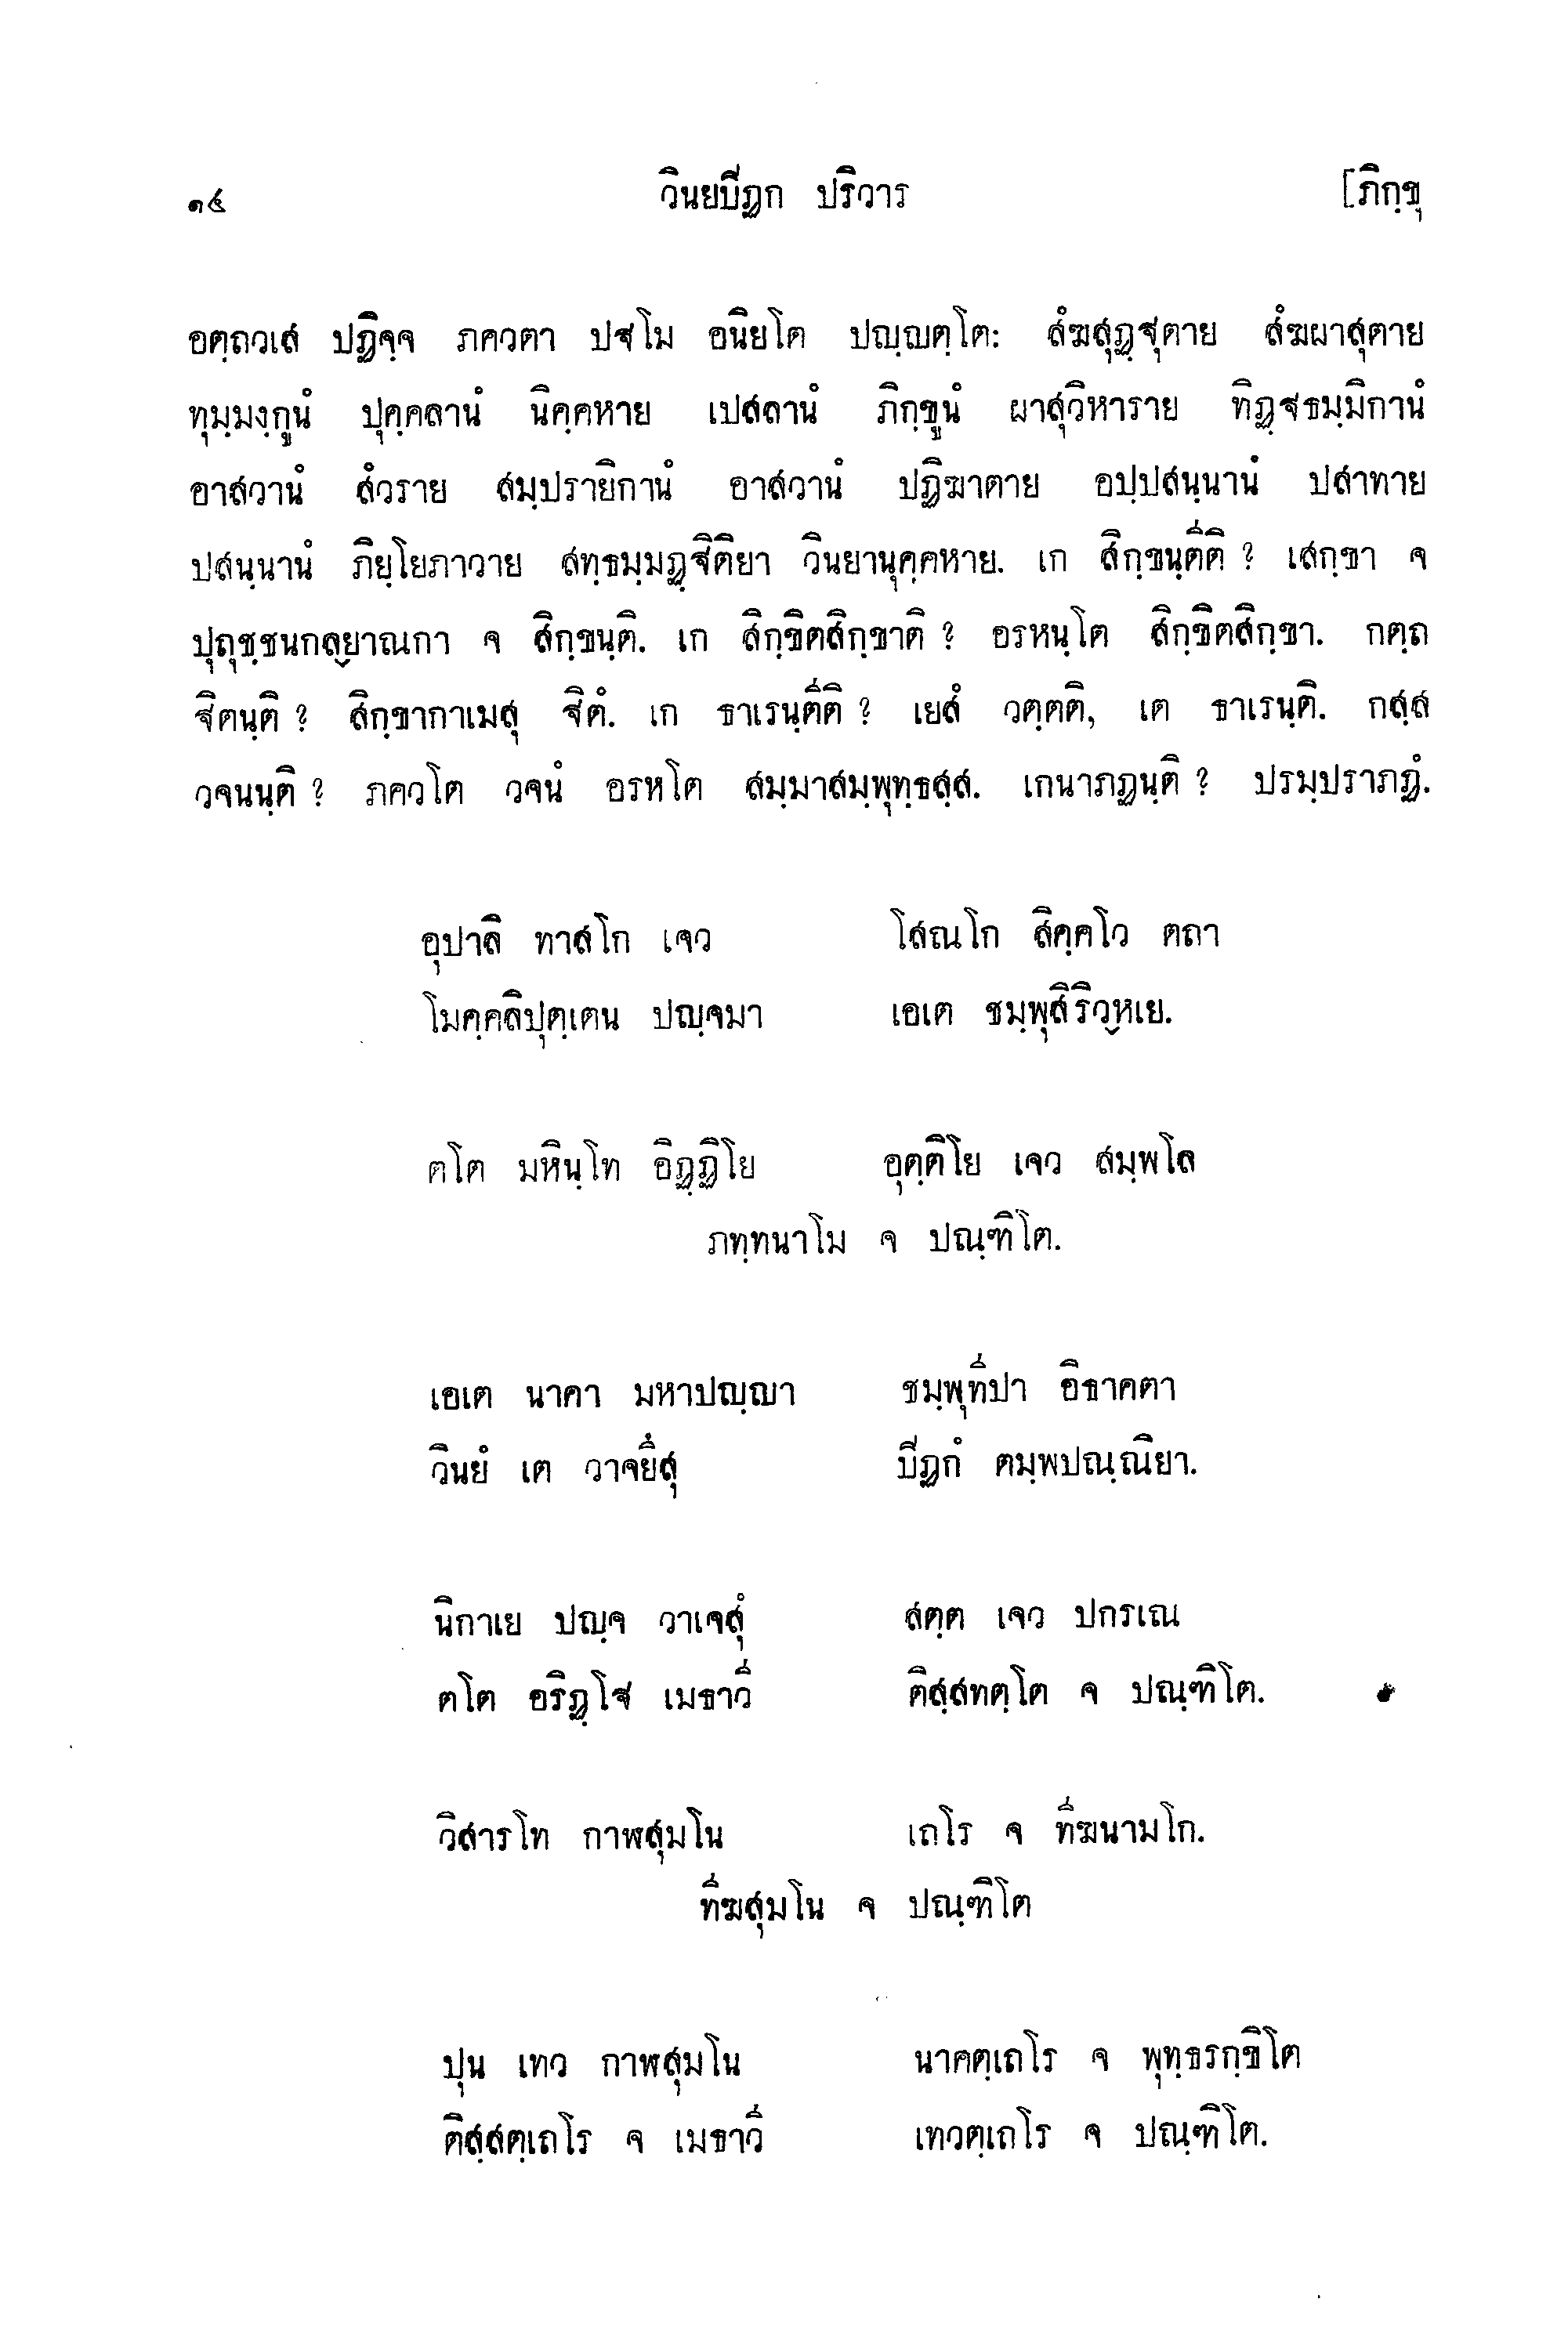 ๑๔ วินยปิฏก ปริวาร [ภิกฺขุ
อตฺถวเส ปฏิจฺจ ภควตา ปฐโม อนิยโต ปญฺญตฺโต: สํฆสุฏฺฐุตาย สํฆผาสุตาย
ทุมฺมงฺกูนํ ปุคฺคลานํ นิคฺคหาย เปสลานํ ภิกฺขูนํ ผาสุวิหาราย ทิฏฺฐธมฺมิกานํ
อาสวานํ สํวราย สมฺปรายิกานํ อาสวานํ ปฏิฆาตาย อปฺปสนฺนานํ ปสาทาย
ปสนฺนานํ ภิยฺโยภาวาย สทฺธมฺมฏฺฐิติยา วินยานุคฺคหาย. เก สิกฺขนฺตีติ ? เสกฺขา จ
ปุถุชฺชนกลฺยาณกา จ สิกฺขนฺติ. เก สิกฺขิตสิกฺขาติ ? อรหนฺโต สิกฺขิตสิกฺขา. กตฺถ
ฐิตนฺติ ? สิกฺขากาเมสุ ฐิตํ. เก ธาเรนฺตีติ ? เยสํ วตฺตติ, เต ธาเรนฺติ. กสฺส
วจนนฺติ ? ภควโต วจนํ อรหโต สมฺมาสมฺพุทฺธสฺส. เกนาภฏนฺติ ? ปรมฺปราภฏํ.
อุปาลิ ทาสโก เจว โสณโก สิคฺคโว ตถา
โมคฺคลิปุตฺเตน ปญฺจมา เอเต ชมฺพุสิริวฺหเย.
ตโต มหินฺโท อิฏฺฏิโย อุตฺติโย เจว สมฺพโล
ภทฺทนาโม จ ปณฺฑิโต.
เอเต นาคา มหาปญฺญา ชมฺพุทีปา อิธาคตา
วินยํ เต วาจยึสุ ปิฏกํ ตมฺพปณฺณิยา.
นิกาเย ปญฺจ วาเจสุํ สตฺต เจว ปกรเณ
ตโต อริฏฺโฐ เมธาวี ติสฺสทตฺโต จ ปณฺฑิโต.
วิสารโท กาฬสุมโน เถโร จ ทีฆนามโก.
ทีฆสุมโน จ ปณฺฑิโต
ปุน เทว กาฬสุมโน นาคตฺเถโร จ พุทฺธรกฺขิโต
ติสฺสตฺเถโร จ เมธาวี เทวตฺเถโร จ ปณฺฑิโต.